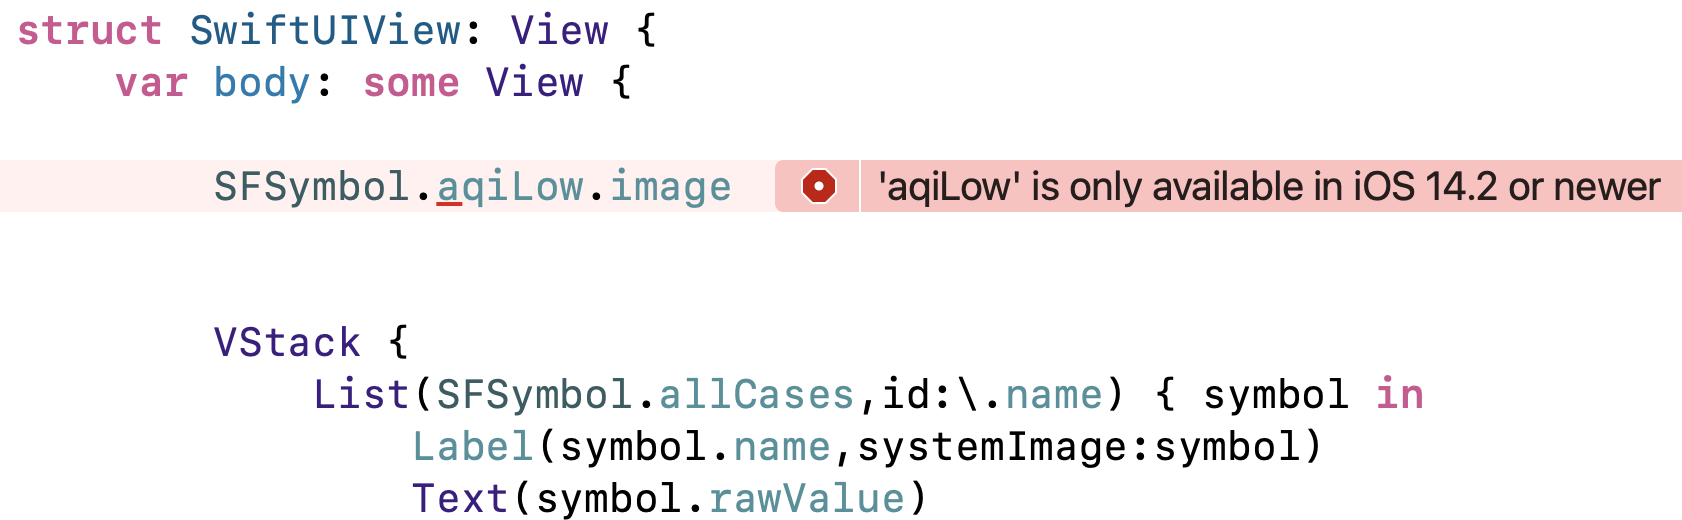 struct SwiftUIView: View {
    var body: some View {
        SFSymbol.aqiLow.image 'aqiLow' is only available in iOS 14.2 or newer
        VStack {
            List(SFSymbol.allCases,id:\.name) { symbol in
                Label(symbol.name,systemImage:symbol)
                Text(symbol.rawValue)